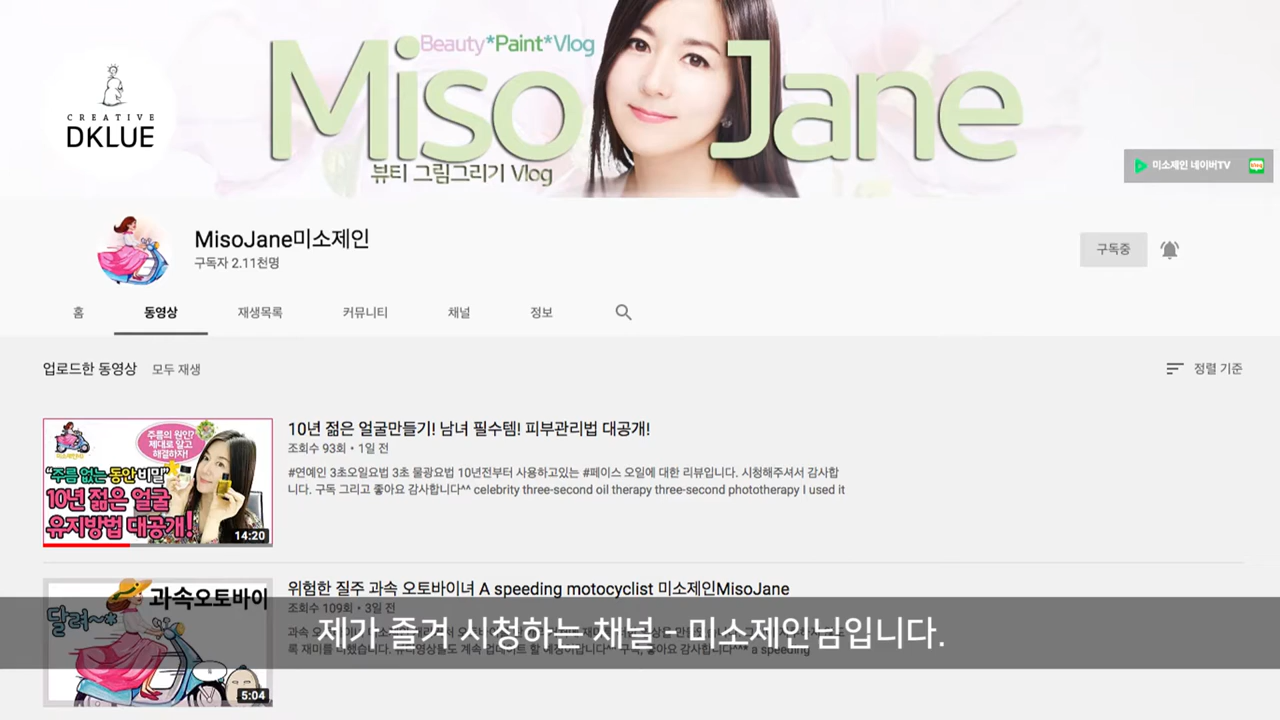 Beauty*Paint*Vlog
Miso Jane
뷰티 그림그리기 Vlog
CREATIVE
DKLUE
미소제인 네이버TV
blog
MisoJane미소제인
구독자 2.11천명
구독중
홈 동영상 재생목록 커뮤니티 채널 정보
업로드한 동영상 모두 재생
정렬 기준
주름의 원인?
제대로 알고
해결하자!
"주름 없는 동안 비밀"
10년 젊은 얼굴
유지방법 대공개!
14:20
10년 젊은 얼굴만들기! 남녀 필수템! 피부관리법 대공개!
조회수 93회 • 1일 전
#연예인 3초오일요법 3초 물광요법 10년전부터 사용하고있는 #페이스 오일에 대한 리뷰입니다. 시청해주셔서 감사합
니다. 구독 그리고 좋아요 감사합니다^^ celebrity three-second oil therapy three-second phototherapy I used it
과속오토바이
달려~*
5:04
위험한 질주 과속 오토바이녀 A speeding motocyclist 미소제인MisoJane
조회수 109회 • 3일 전
제가 즐겨 시청하는 채널 - 미소제인님입니다.
a speeding